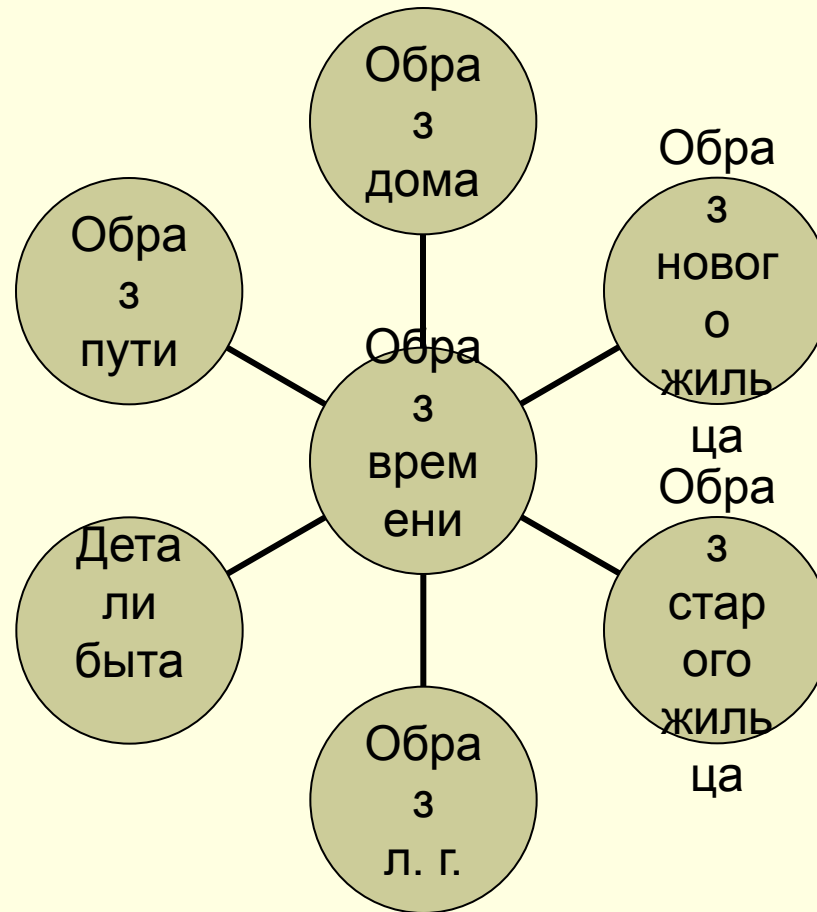 Обра
з
дома
Обра
з
новог
о
жиль
ца
Обра
з
стар
ого
жиль
ца
Обра
з
л. г.
Дета
ли
быта
Обра
з
пути
Обра
з
врем
ени